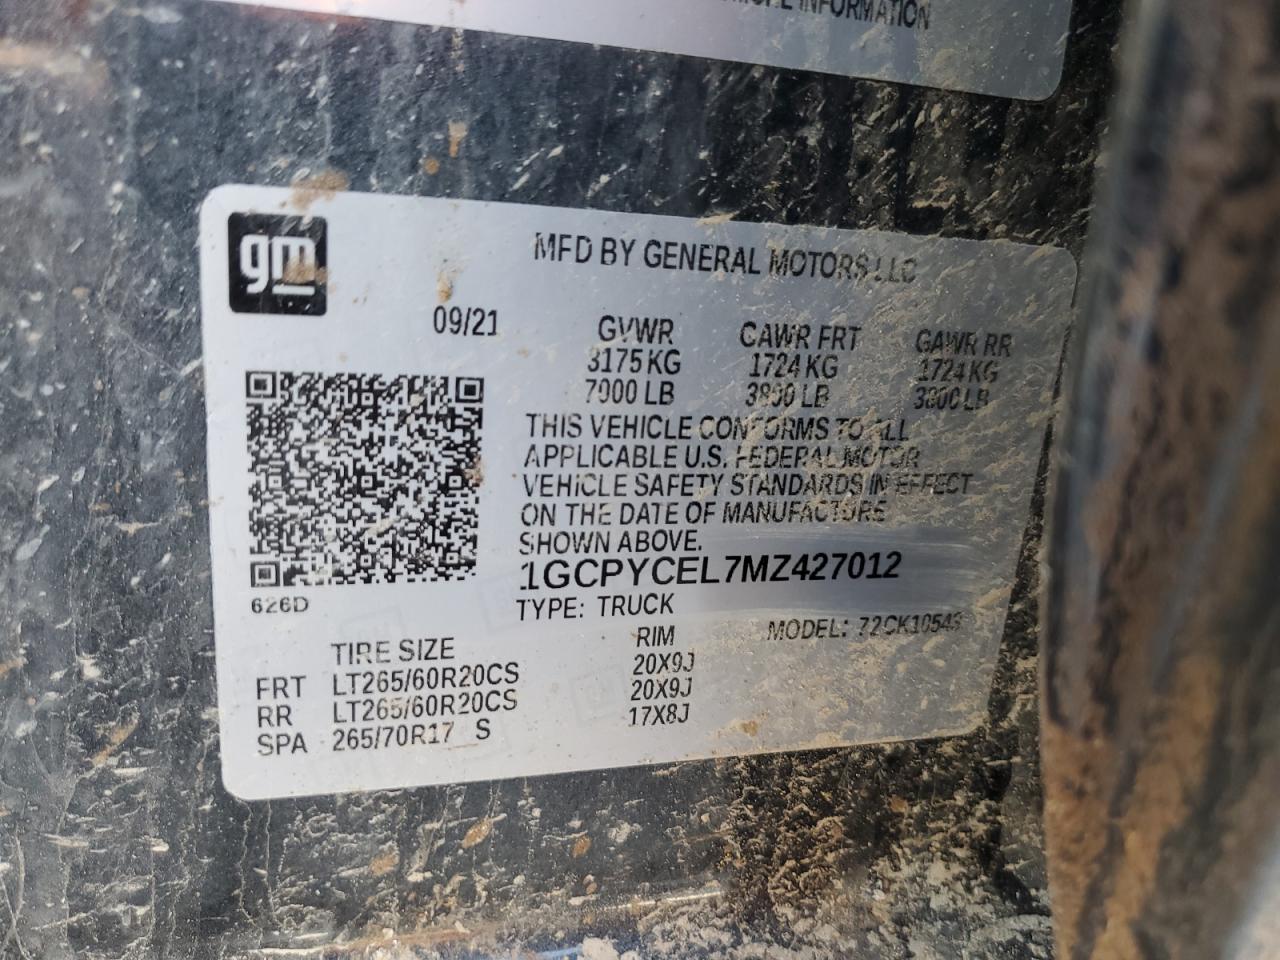 INFORMATION
gm
MFD BY GENERAL MOTORS LLC
09/21
GVWR GAWR FRT GAWR RR
3175 KG 1724 KG 1724 KG
7000 LB 3800 LB 3800 LB
THIS VEHICLE CONFORMS TO ALL
APPLICABLE U.S. FEDERAL MOTOR
VEHICLE SAFETY STANDARDS IN EFFECT
ON THE DATE OF MANUFACTURE
SHOWN ABOVE.
1GCPYCEL7MZ427012
626D
TYPE: TRUCK MODEL: 72CK10543
TIRE SIZE RIM
FRT LT265/60R20CS 20X9J
RR LT265/60R20CS 20X9J
SPA 265/70R17 S 17X8J